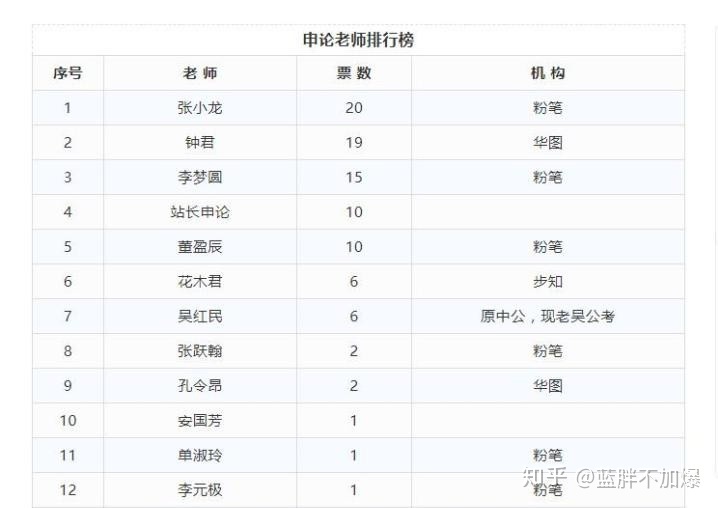 申论老师排行榜
序号 老 师 票 数 机 构
1 张小龙 20 粉笔
2 钟君 19 华图
3 李梦圆 15 粉笔
4 站长申论 10
5 董盈辰 10 粉笔
6 花木君 6 步知
7 吴红民 6 原中公，现老吴公考
8 张跃翰 2 粉笔
9 孔令昂 2 华图
10 安国芳 1
11 单淑玲 1 粉笔
12 李元极 1 粉笔
知乎 @蓝胖不加爆